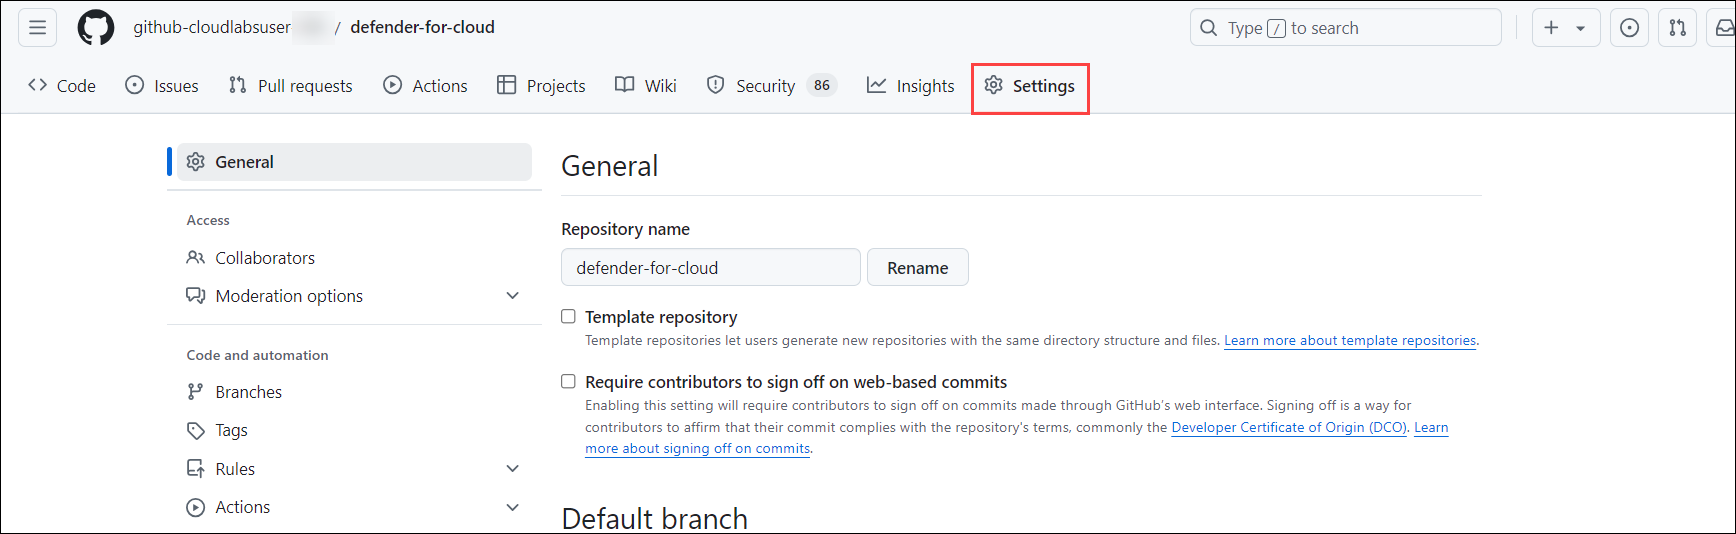 github-cloudlabsuser / defender-for-cloud
Type / to search
Code Issues Pull requests Actions Projects Wiki Security 86 Insights Settings
General
Access
Collaborators
Moderation options
Code and automation
Branches
Tags
Rules
Actions
General
Repository name
defender-for-cloud Rename
Template repository
Template repositories let users generate new repositories with the same directory structure and files. Learn more about template repositories.
Require contributors to sign off on web-based commits
Enabling this setting will require contributors to sign off on commits made through GitHub's web interface. Signing off is a way for
contributors to affirm that their commit complies with the repository's terms, commonly the Developer Certificate of Origin (DCO). Learn
more about signing off on commits.
Default branch